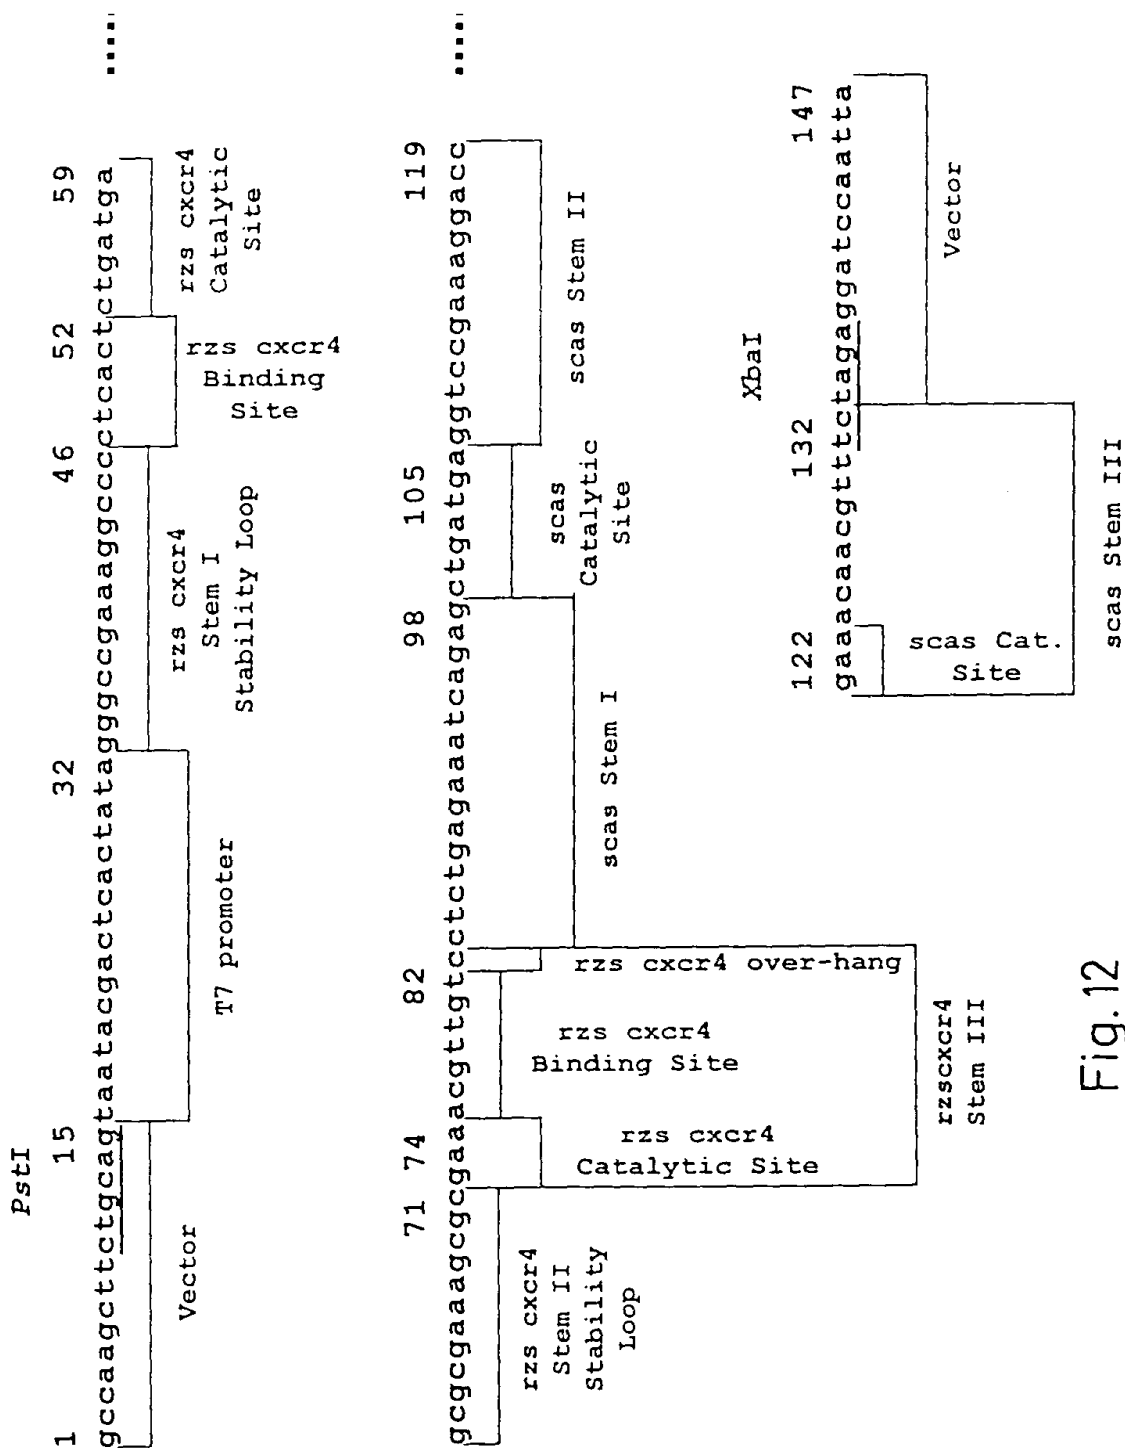 PstI
1 15 32 46 52 59
gccaagcttctgcagtaatacgactcactatagggccgaaaggcccctcactctgatga .....
Vector
T7 promoter
rzs cxcr4
Stem I
Stability Loop
rzs cxcr4
Binding
Site
rzs cxcr4
Catalytic
Site
71 74 82 98 105 119
gcgcgaaagcgcgaaacgttgtcctctgagaaatcagagctgatgaggtccgaaaggacc .....
rzs cxcr4
Stem II
Stability
Loop
rzs cxcr4
Catalytic Site
rzs cxcr4
Binding Site
rzs cxcr4 over-hang
rzscxcr4
Stem III
scas Stem I
scas
Catalytic
Site
scas Stem II
XbaI
122 132 147
gaaacaacgtttctagaggatccaatta
scas Cat.
Site
scas Stem III
Vector
Fig.12